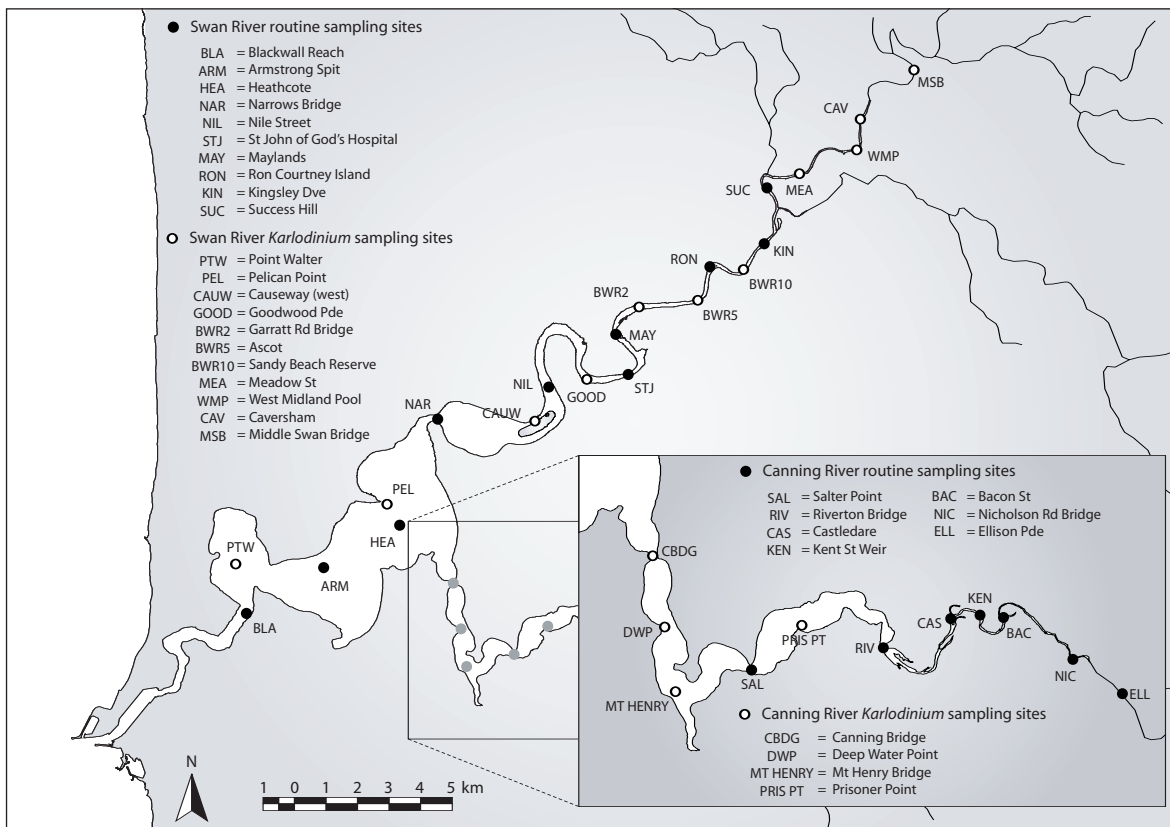 Swan River routine sampling sites
BLA = Blackwall Reach
ARM = Armstrong Spit
HEA = Heathcote
NAR = Narrows Bridge
NIL = Nile Street
STJ = St John of God's Hospital
MAY = Maylands
RON = Ron Courtney Island
KIN = Kingsley Dve
SUC = Success Hill
Swan River Karlodinium sampling sites
PTW = Point Walter
PEL = Pelican Point
CAUW = Causeway (west)
GOOD = Goodwood Pde
BWR2 = Garratt Rd Bridge
BWR5 = Ascot
BWR10 = Sandy Beach Reserve
MEA = Meadow St
WMP = West Midland Pool
CAV = Caversham
MSB = Middle Swan Bridge
MSB
CAV
WMP
MEA
SUC
KIN
RON
BWR10
BWR2
BWR5
MAY
STJ
GOOD
NIL
CAUW
NAR
PEL
HEA
PTW
ARM
BLA
N
1 0 1 2 3 4 5 km
Canning River routine sampling sites
SAL = Salter Point
RIV = Riverton Bridge
CAS = Castledare
KEN = Kent St Weir
BAC = Bacon St
NIC = Nicholson Rd Bridge
ELL = Ellison Pde
CBDG
DWP
MT HENRY
SAL
PRIS PT
RIV
CAS
KEN
BAC
NIC
ELL
Canning River Karlodinium sampling sites
CBDG = Canning Bridge
DWP = Deep Water Point
MT HENRY = Mt Henry Bridge
PRIS PT = Prisoner Point